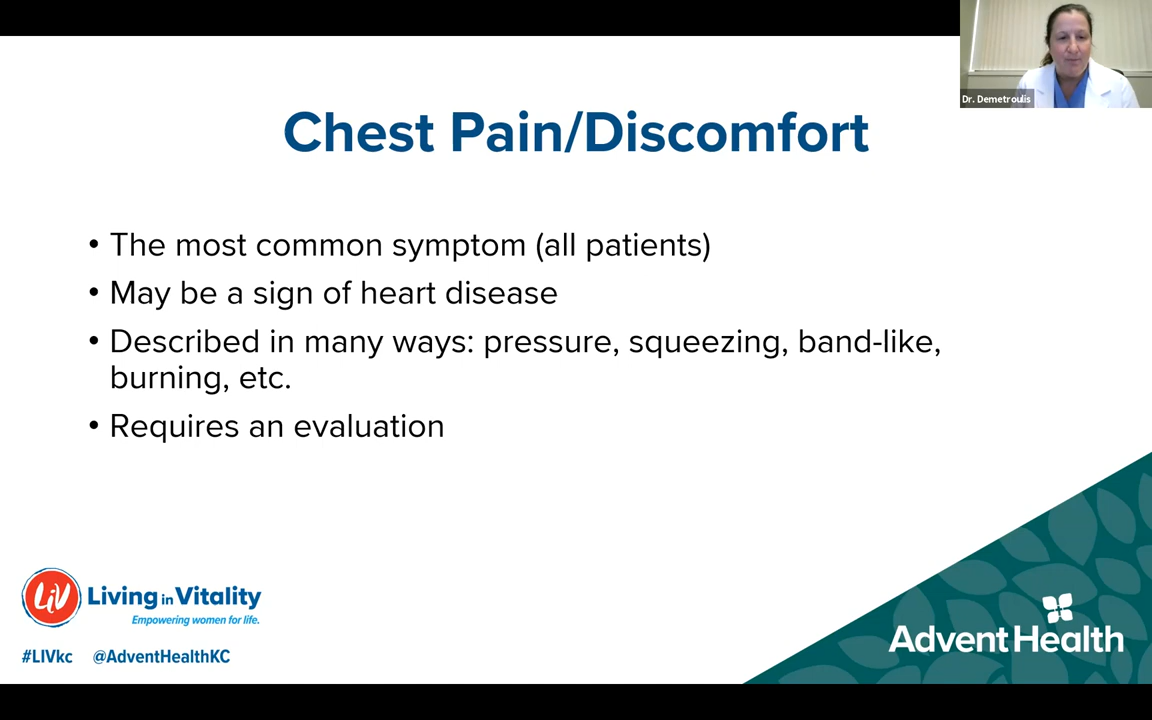 Dr. Demetroulis
Chest Pain/Discomfort
• The most common symptom (all patients)
• May be a sign of heart disease
• Described in many ways: pressure, squeezing, band-like,
burning, etc.
• Requires an evaluation
LiV
Living in Vitality
Empowering women for life.
#LIVkc @AdventHealthKC
Advent Health